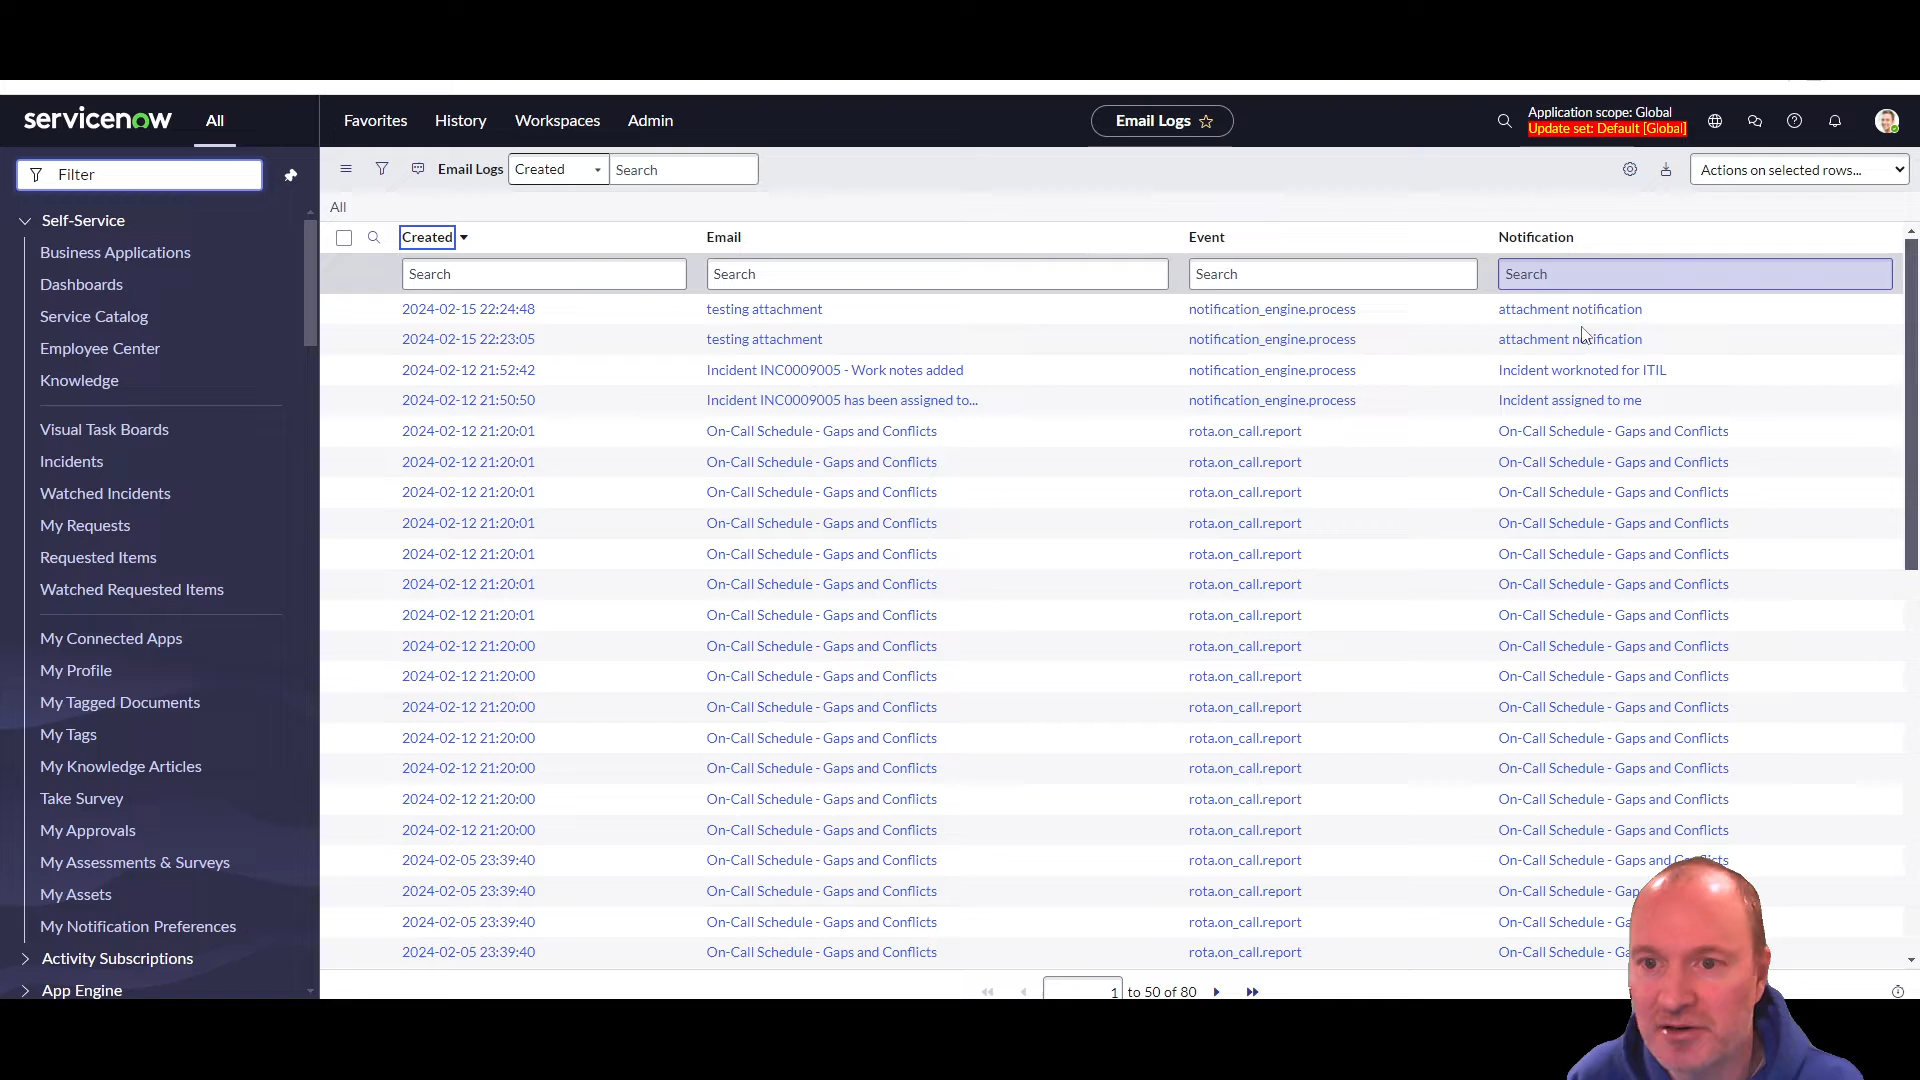 servicenow
All
Favorites
History
Workspaces
Admin
Email Logs
Application scope: Global
Update set: Default [Global]
Filter
Self-Service
Business Applications
Dashboards
Service Catalog
Employee Center
Knowledge
Visual Task Boards
Incidents
Watched Incidents
My Requests
Requested Items
Watched Requested Items
My Connected Apps
My Profile
My Tagged Documents
My Tags
My Knowledge Articles
Take Survey
My Approvals
My Assessments & Surveys
My Assets
My Notification Preferences
Activity Subscriptions
App Engine
Email Logs Created Search Actions on selected rows...
All
Created Email Event Notification
Search Search Search Search
2024-02-15 22:24:48 testing attachment notification_engine.process attachment notification
2024-02-15 22:23:05 testing attachment notification_engine.process attachment notification
2024-02-12 21:52:42 Incident INC0009005 - Work notes added notification_engine.process Incident worknoted for ITIL
2024-02-12 21:50:50 Incident INC0009005 has been assigned to... notification_engine.process Incident assigned to me
2024-02-12 21:20:01 On-Call Schedule - Gaps and Conflicts rota.on_call.report On-Call Schedule - Gaps and Conflicts
2024-02-12 21:20:01 On-Call Schedule - Gaps and Conflicts rota.on_call.report On-Call Schedule - Gaps and Conflicts
2024-02-12 21:20:01 On-Call Schedule - Gaps and Conflicts rota.on_call.report On-Call Schedule - Gaps and Conflicts
2024-02-12 21:20:01 On-Call Schedule - Gaps and Conflicts rota.on_call.report On-Call Schedule - Gaps and Conflicts
2024-02-12 21:20:01 On-Call Schedule - Gaps and Conflicts rota.on_call.report On-Call Schedule - Gaps and Conflicts
2024-02-12 21:20:01 On-Call Schedule - Gaps and Conflicts rota.on_call.report On-Call Schedule - Gaps and Conflicts
2024-02-12 21:20:01 On-Call Schedule - Gaps and Conflicts rota.on_call.report On-Call Schedule - Gaps and Conflicts
2024-02-12 21:20:00 On-Call Schedule - Gaps and Conflicts rota.on_call.report On-Call Schedule - Gaps and Conflicts
2024-02-12 21:20:00 On-Call Schedule - Gaps and Conflicts rota.on_call.report On-Call Schedule - Gaps and Conflicts
2024-02-12 21:20:00 On-Call Schedule - Gaps and Conflicts rota.on_call.report On-Call Schedule - Gaps and Conflicts
2024-02-12 21:20:00 On-Call Schedule - Gaps and Conflicts rota.on_call.report On-Call Schedule - Gaps and Conflicts
2024-02-12 21:20:00 On-Call Schedule - Gaps and Conflicts rota.on_call.report On-Call Schedule - Gaps and Conflicts
2024-02-12 21:20:00 On-Call Schedule - Gaps and Conflicts rota.on_call.report On-Call Schedule - Gaps and Conflicts
2024-02-12 21:20:00 On-Call Schedule - Gaps and Conflicts rota.on_call.report On-Call Schedule - Gaps and Conflicts
2024-02-05 23:39:40 On-Call Schedule - Gaps and Conflicts rota.on_call.report On-Call Schedule - Gaps and Conflicts
2024-02-05 23:39:40 On-Call Schedule - Gaps and Conflicts rota.on_call.report On-Call Schedule - Gap
2024-02-05 23:39:40 On-Call Schedule - Gaps and Conflicts rota.on_call.report On-Call Schedule - Ga
2024-02-05 23:39:40 On-Call Schedule - Gaps and Conflicts rota.on_call.report On-Call Schedule - Ga
1 to 50 of 80